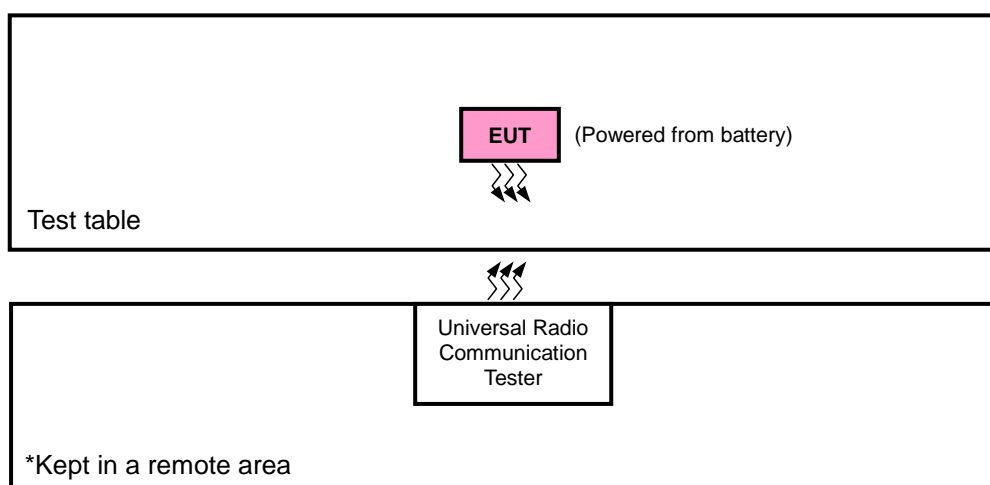 EUT
(Powered from battery)
Test table
Universal Radio
Communication
Tester
*Kept in a remote area